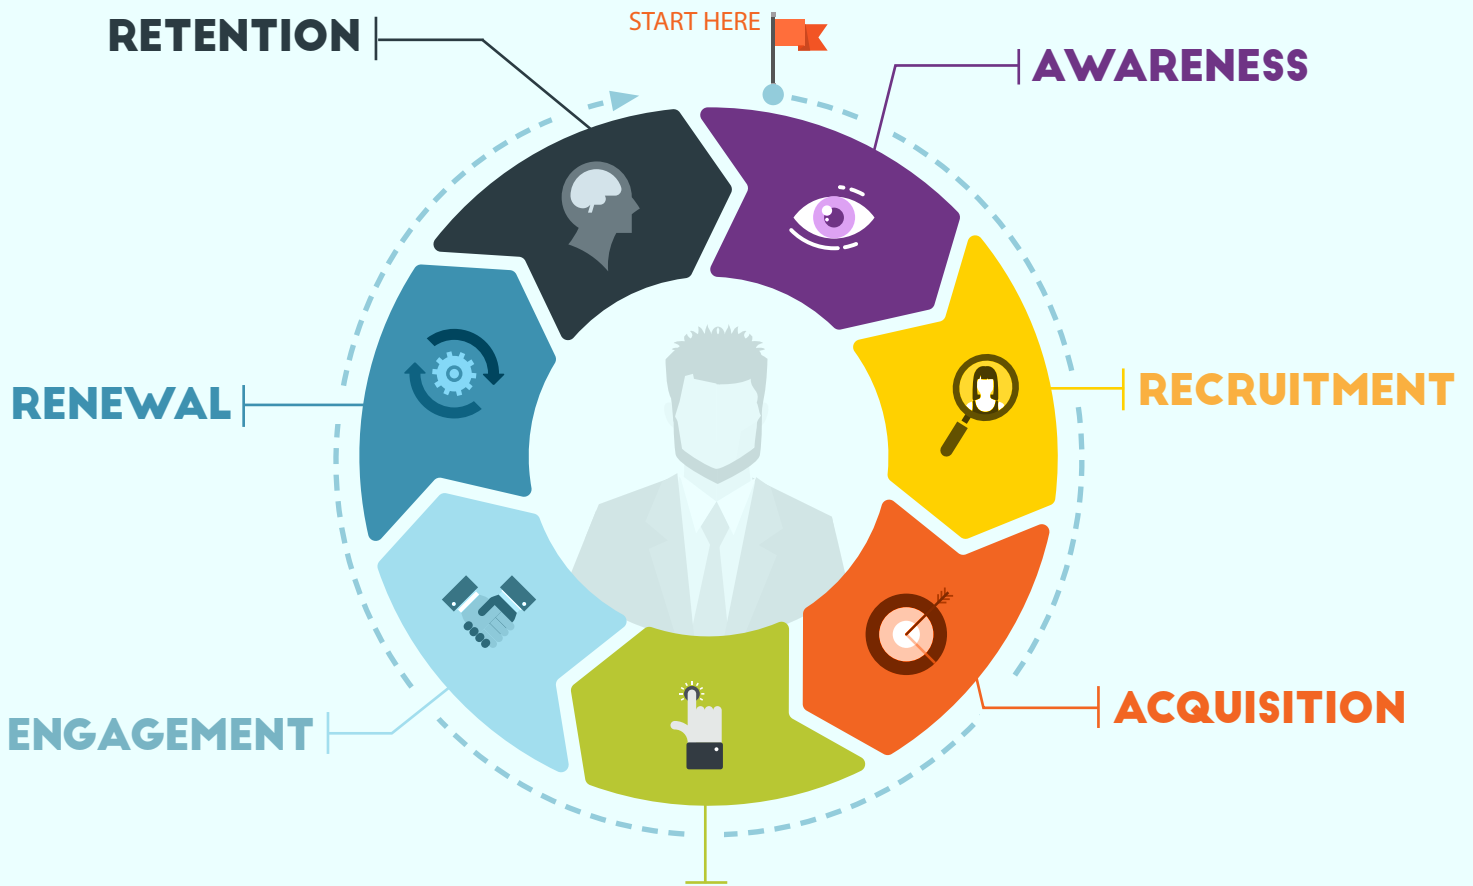 START HERE
AWARENESS
RECRUITMENT
ACQUISITION
ENGAGEMENT
RENEWAL
RETENTION